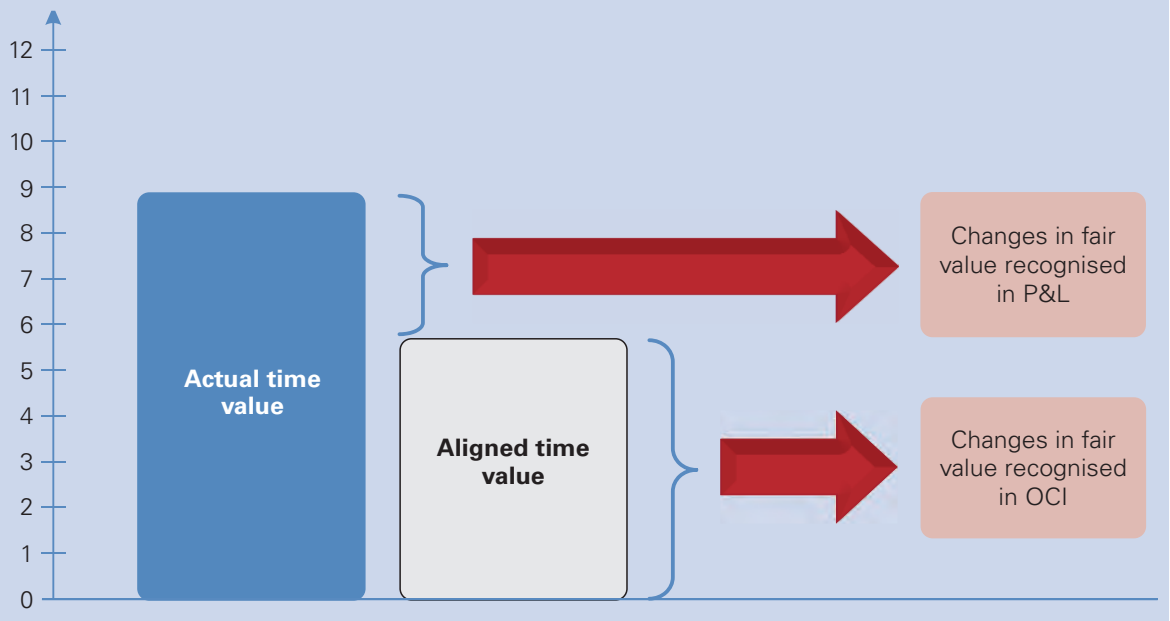 12
11
10
9
8
7
6
5
4
3
2
1
0
Actual time
value
Aligned time
value
Changes in fair
value recognised
in P&L
Changes in fair
value recognised
in OCI